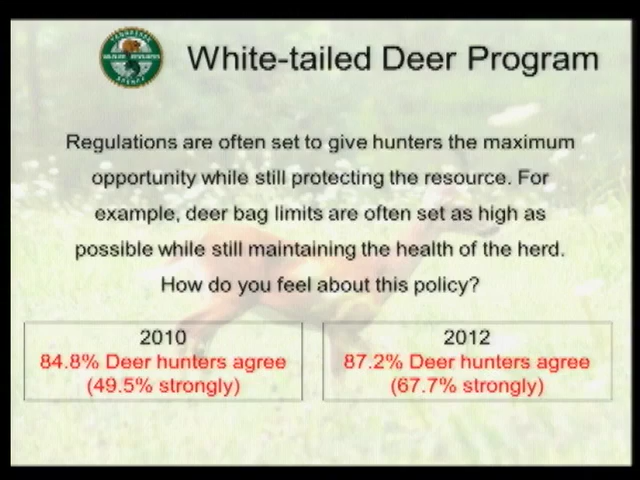 White-tailed Deer Program
Regulations are often set to give hunters the maximum
opportunity while still protecting the resource. For
example, deer bag limits are often set as high as
possible while still maintaining the health of the herd.
How do you feel about this policy?
2010
84.8% Deer hunters agree
(49.5% strongly)
2012
87.2% Deer hunters agree
(67.7% strongly)